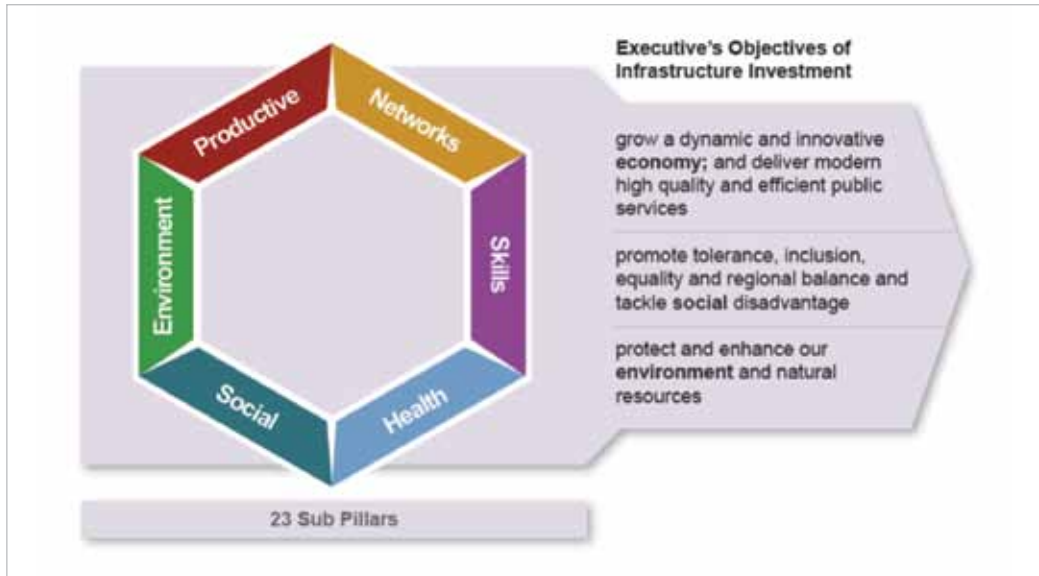 Productive
Networks
Skills
Health
Social
Environment
23 Sub Pillars
Executive's Objectives of
Infrastructure Investment
grow a dynamic and innovative
economy; and deliver modern
high quality and efficient public
services
promote tolerance, inclusion,
equality and regional balance and
tackle social disadvantage
protect and enhance our
environment and natural
resources